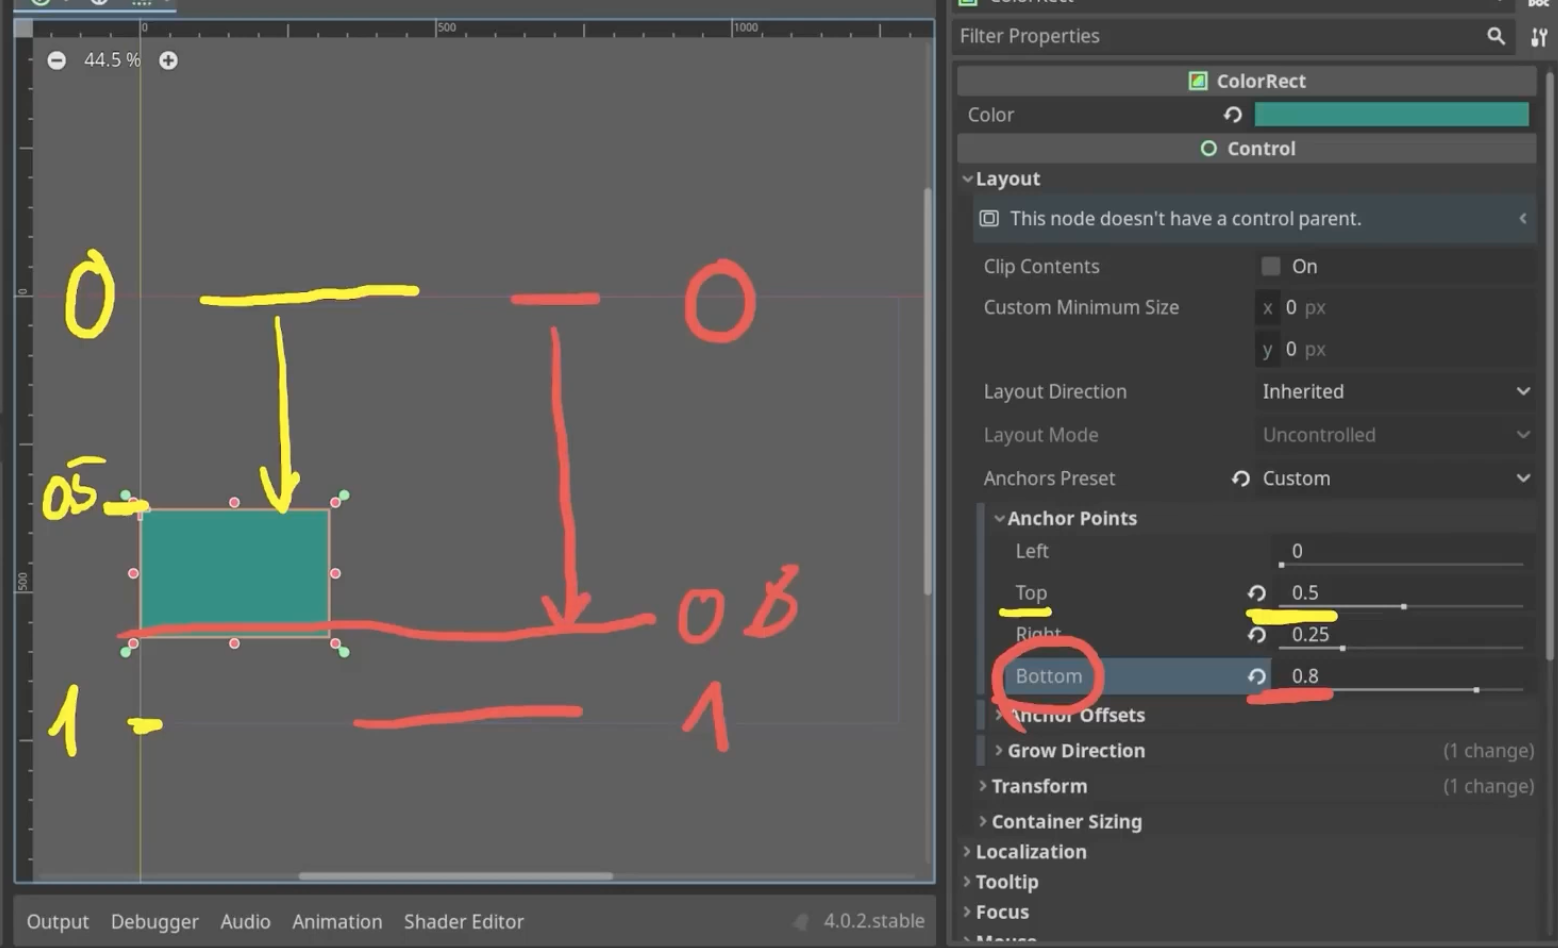 ColorRect
DOC
0 500 1000
44.5 %
Filter Properties
ColorRect
Color
Control
Layout
This node doesn't have a control parent.
Clip Contents On
Custom Minimum Size x 0 px
y 0 px
Layout Direction Inherited
Layout Mode Uncontrolled
Anchors Preset Custom
Anchor Points
Left 0
Top 0.5
Right 0.25
Bottom 0.8
Anchor Offsets
Grow Direction (1 change)
Transform (1 change)
Container Sizing
Localization
Tooltip
Focus
Mouse
0
500
0 0
05
0 8
1 1
Output Debugger Audio Animation Shader Editor 4.0.2.stable